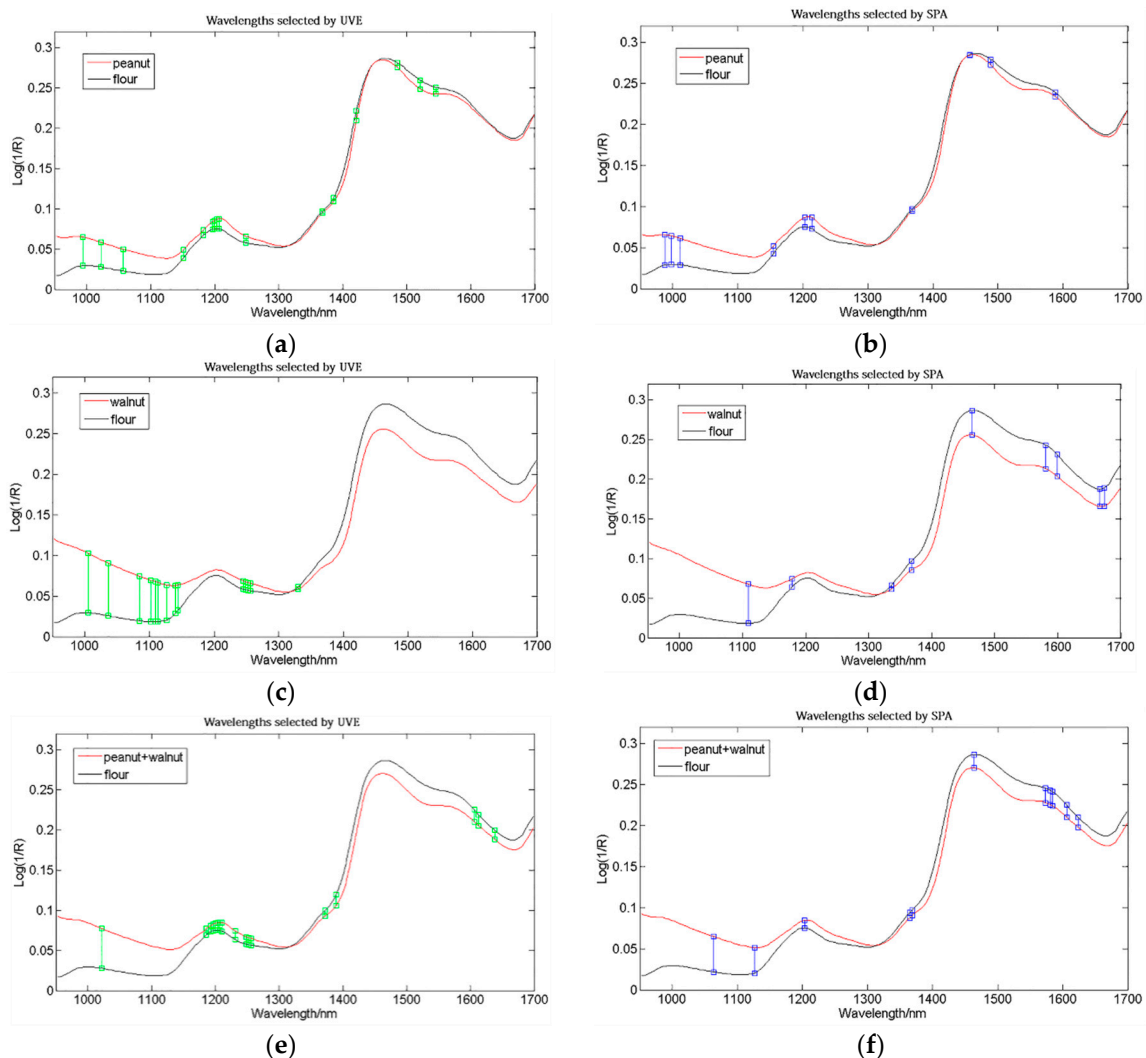 Wavelengths selected by UVE
0.3
0.25
0.2
0.15
0.1
0.05
0
Log(1/R)
peanut
flour
1000 1100 1200 1300 1400 1500 1600 1700
Wavelength/nm
(a)
Wavelengths selected by SPA
0.3
0.25
0.2
0.15
0.1
0.05
0
Log(1/R)
peanut
flour
1000 1100 1200 1300 1400 1500 1600 1700
Wavelength/nm
(b)
Wavelengths selected by UVE
0.3
0.25
0.2
0.15
0.1
0.05
0
Log(1/R)
walnut
flour
1000 1100 1200 1300 1400 1500 1600 1700
Wavelength/nm
(c)
Wavelengths selected by SPA
0.3
0.25
0.2
0.15
0.1
0.05
0
Log(1/R)
walnut
flour
1000 1100 1200 1300 1400 1500 1600 1700
Wavelength/nm
(d)
Wavelengths selected by UVE
0.3
0.25
0.2
0.15
0.1
0.05
0
Log(1/R)
peanut+walnut
flour
1000 1100 1200 1300 1400 1500 1600 1700
Wavelength/nm
(e)
Wavelengths selected by SPA
0.3
0.25
0.2
0.15
0.1
0.05
0
Log(1/R)
peanut+walnut
flour
1000 1100 1200 1300 1400 1500 1600 1700
Wavelength/nm
(f)